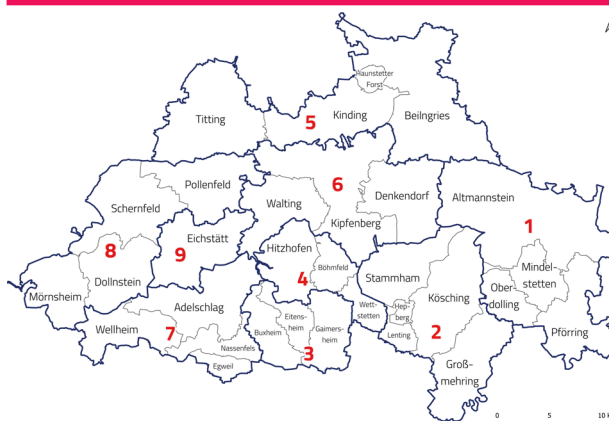 A
Haunstetter
Forst
Titting
5
Kinding
Beilngries
Pollenfeld
6
Schernfeld
Walting
Denkendorf
Altmannstein
Kipfenberg
1
Eichstätt
Hitzhofen
8
9
Böhmfeld
4
Stammham
Mindel-
stetten
Dollnstein
Ober-
dolling
Mörnsheim
Kösching
Adelschlag
Wett-
stetten
Hep-
berg
Wellheim
7
Buxheim
Eitens-
heim
Gaimers-
heim
2
Lenting
Pförring
Nassenfels
3
Egweil
Groß-
mehring
0 5 10 k